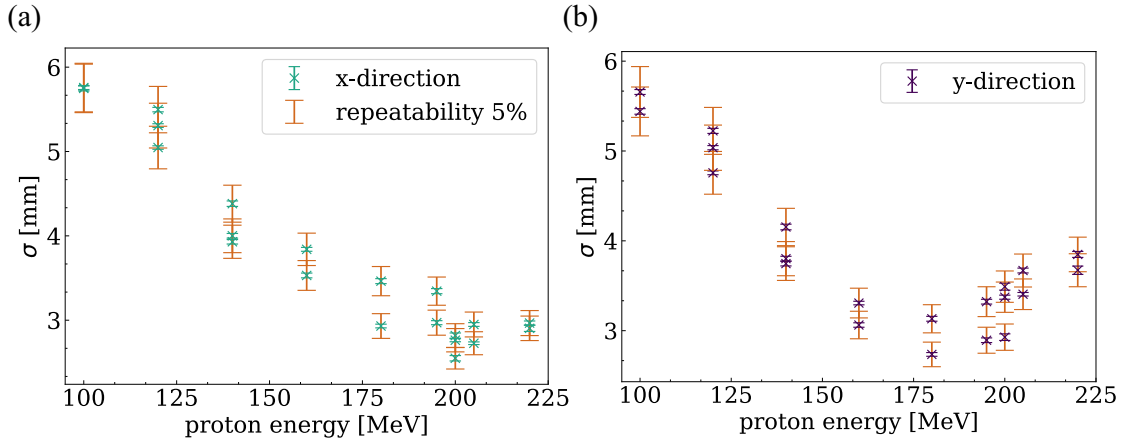 (a)
6
5
4
3
σ [mm]
x-direction
repeatability 5%
100 125 150 175 200 225
proton energy [MeV]
(b)
6
5
4
3
σ [mm]
y-direction
100 125 150 175 200 225
proton energy [MeV]